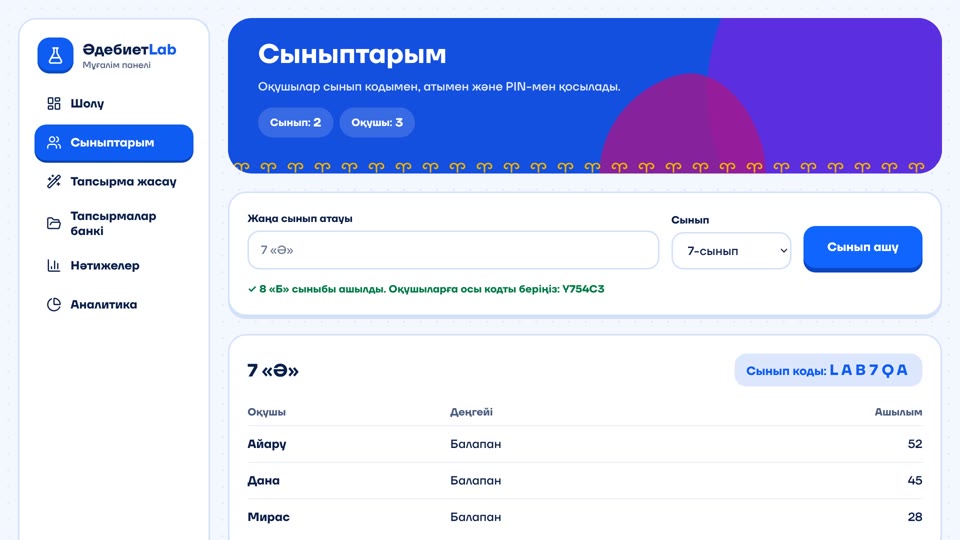 ӘдебиетLab
Мұғалім панелі
Шолу
Сыныптарым
Тапсырма жасау
Тапсырмалар
банкі
Нәтижелер
Аналитика
Сыныптарым
Оқушылар сынып кодымен, атымен және PIN-мен қосылады.
Сынып: 2
Оқушы: 3
Жаңа сынып атауы
Сынып
7 «Ә»
7-сынып
Сынып ашу
✓ 8 «Б» сыныбы ашылды. Оқушыларға осы кодты беріңіз: Y754C3
7 «Ә»
Сынып коды: LAB7QA
Оқушы Деңгейі Ашылым
Айару Балапан 52
Дана Балапан 45
Мирас Балапан 28